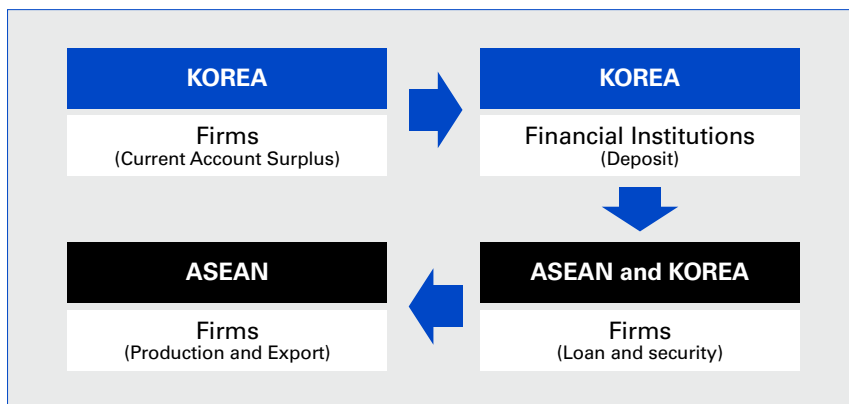 KOREA
Firms
(Current Account Surplus)
KOREA
Financial Institutions
(Deposit)
ASEAN
Firms
(Production and Export)
ASEAN and KOREA
Firms
(Loan and security)